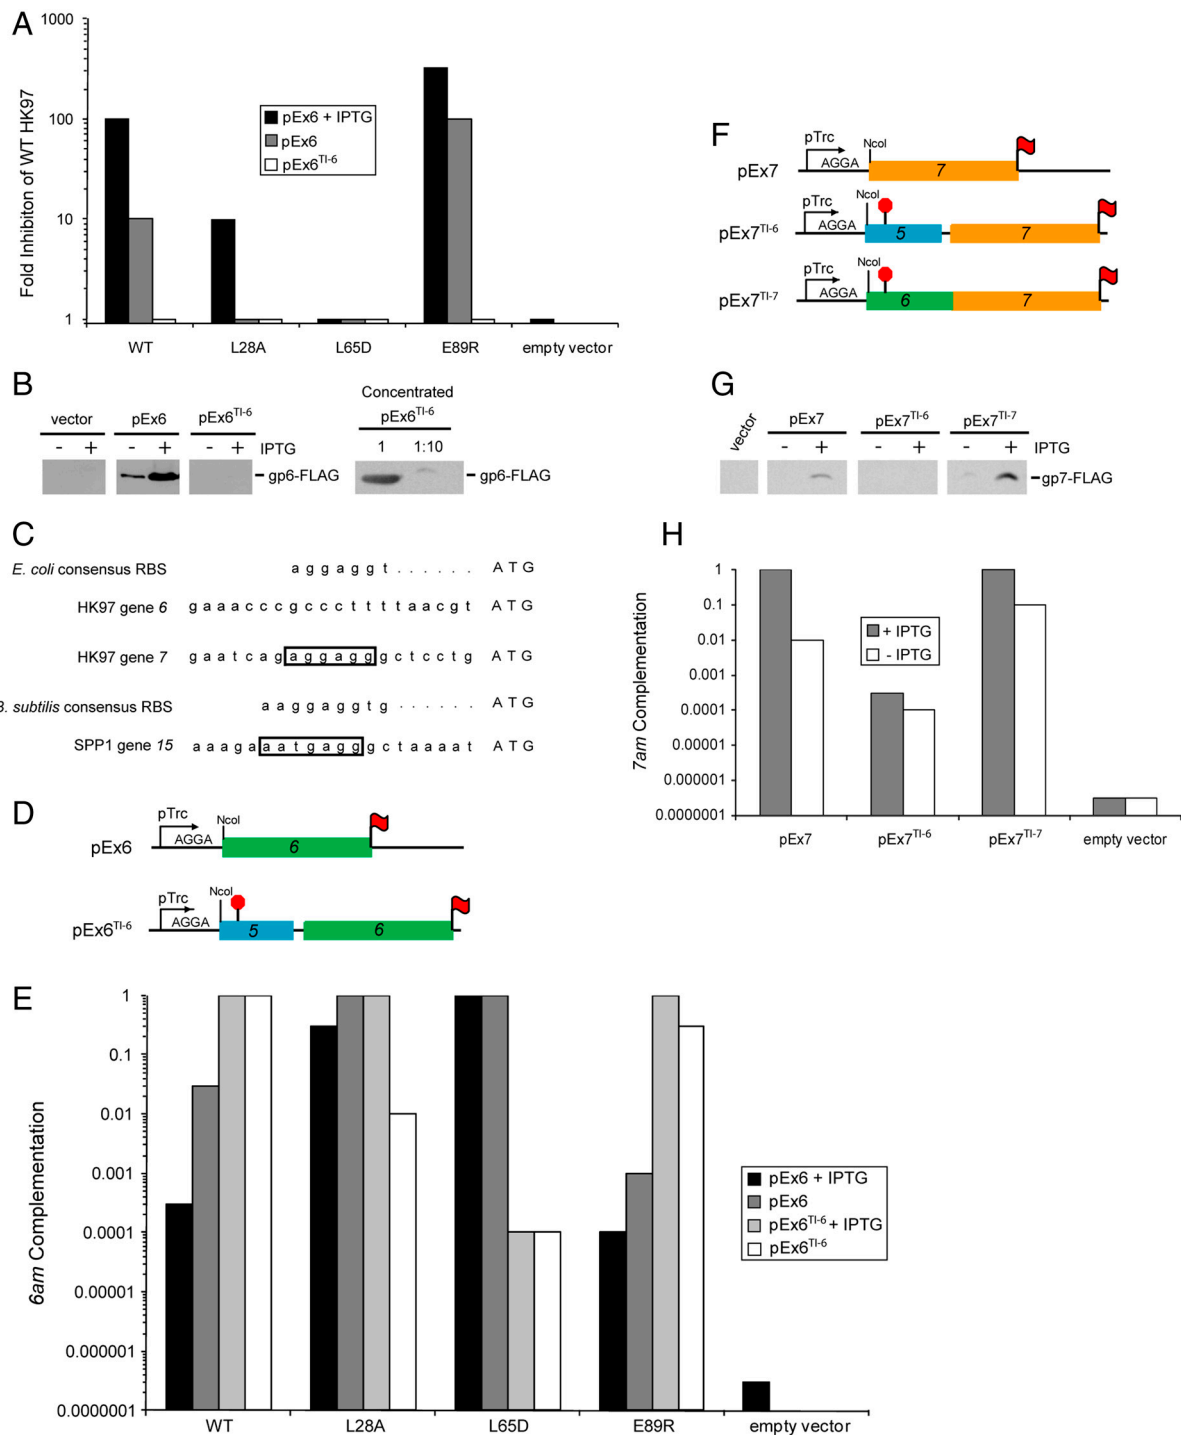 A
1000
100
10
1
Fold Inhibiton of WT HK97
pEx6 + IPTG
pEx6
pEx6TI-6
WT L28A L65D E89R empty vector
B
vector pEx6 pEx6TI-6
- + - + - + IPTG
gp6-FLAG
Concentrated
pEx6TI-6
1 1:10
gp6-FLAG
C
E. coli consensus RBS a g g a g g t . . . . . . A T G
HK97 gene 6 g a a a c c c g c c c t t t t a a c g t A T G
HK97 gene 7 g a a t c a g a g g a g g g c t c c t g A T G
B. subtilis consensus RBS a a g g a g g t g . . . . . . A T G
SPP1 gene 15 a a a g a a a t g a g g g c t a a a a t A T G
D
pEx6 pTrc AGGA NcoI 6
pEx6TI-6 pTrc AGGA NcoI 5 6
E
1
0.1
0.01
0.001
0.0001
0.00001
0.000001
0.0000001
6am Complementation
WT L28A L65D E89R empty vector
pEx6 + IPTG
pEx6
pEx6TI-6 + IPTG
pEx6TI-6
F
pEx7 pTrc AGGA NcoI 7
pEx7TI-6 pTrc AGGA NcoI 5 7
pEx7TI-7 pTrc AGGA NcoI 6 7
G
vector pEx7 pEx7TI-6 pEx7TI-7
- + - + - + IPTG
gp7-FLAG
H
1
0.1
0.01
0.001
0.0001
0.00001
0.000001
0.0000001
7am Complementation
+ IPTG
- IPTG
pEx7 pEx7TI-6 pEx7TI-7 empty vector